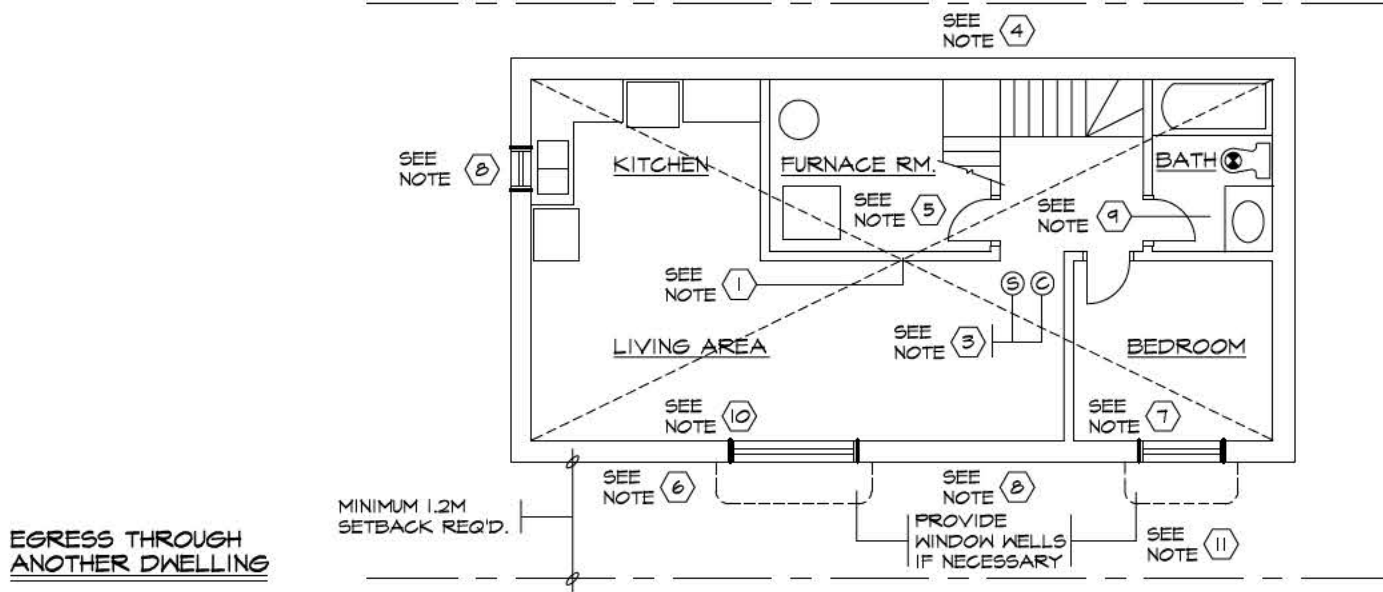 SEE
NOTE 4
SEE
NOTE 8
KITCHEN
FURNACE RM.
BATH
SEE
NOTE 5
SEE
NOTE 9
SEE
NOTE 1
S C
SEE
NOTE 3
LIVING AREA
BEDROOM
SEE
NOTE 10
SEE
NOTE 7
SEE
NOTE 6
SEE
NOTE 8
MINIMUM 1.2M
SETBACK REQ'D.
PROVIDE
WINDOW WELLS
IF NECESSARY
SEE
NOTE 11
EGRESS THROUGH
ANOTHER DWELLING